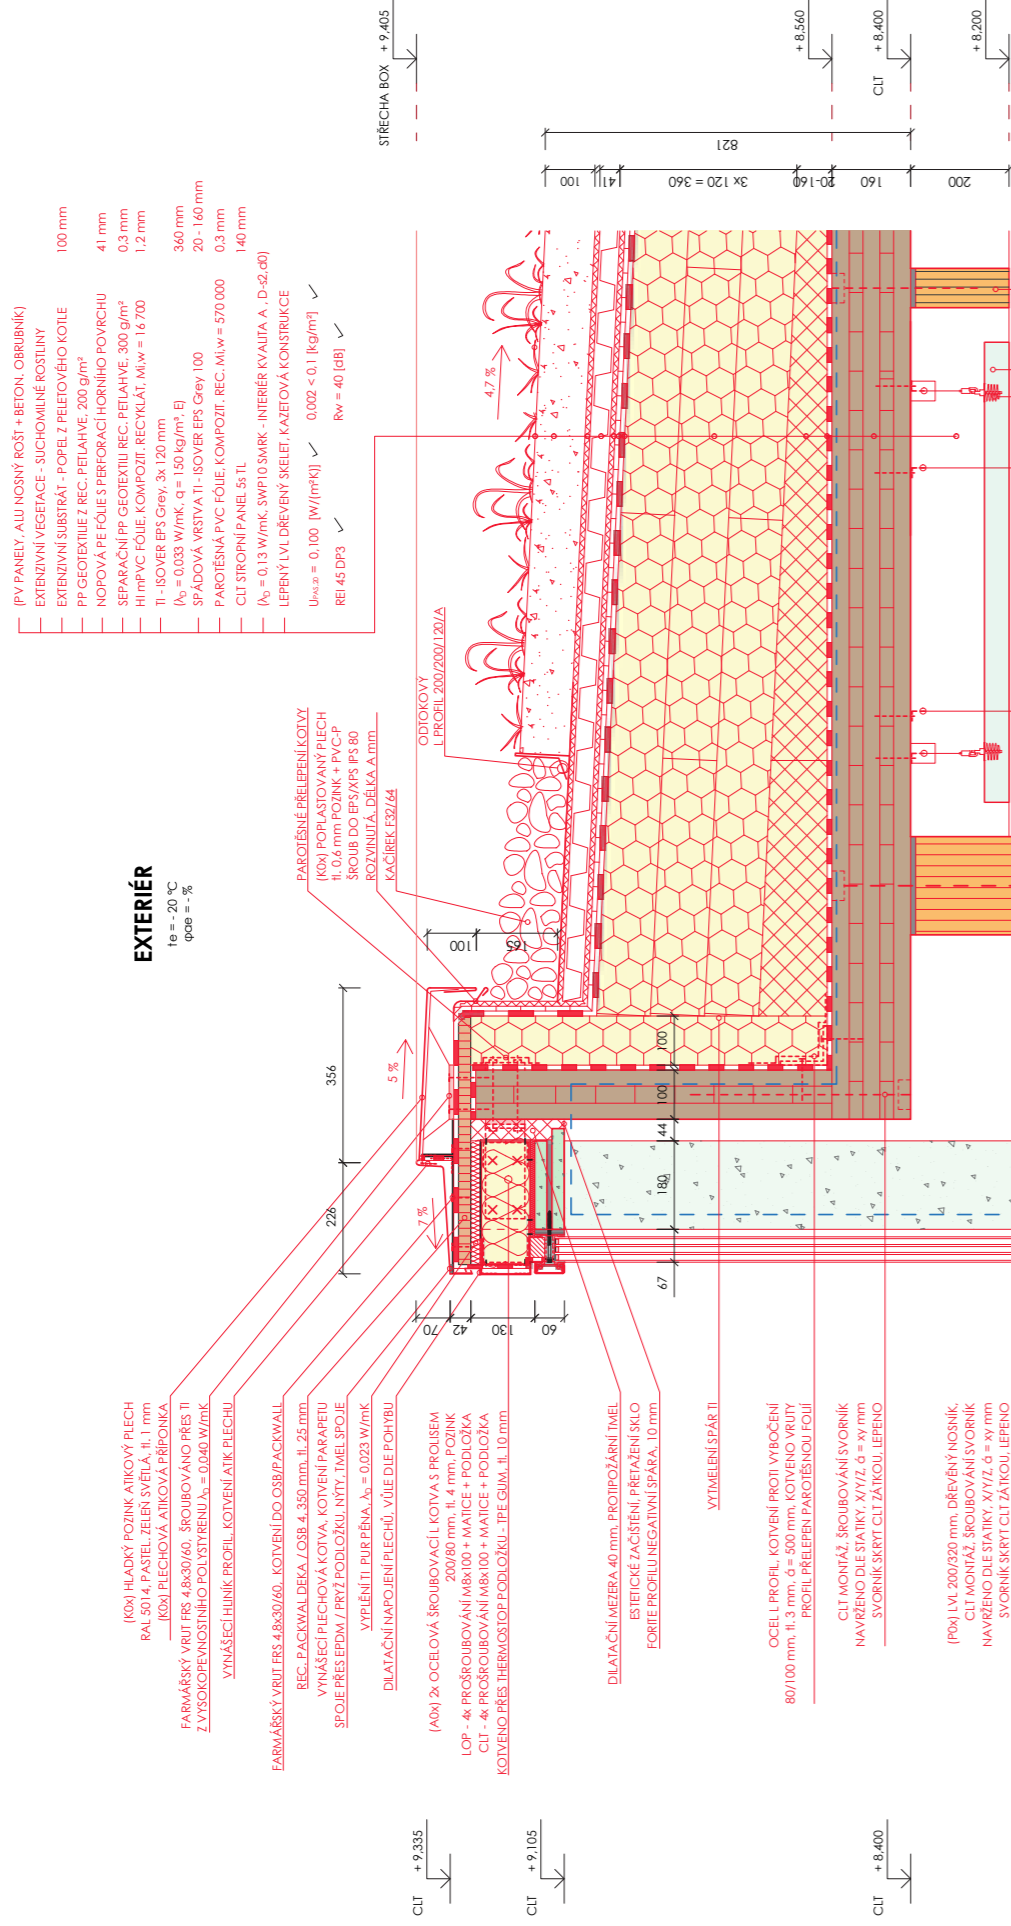 (PV PANELY, ALU NOSNÝ ROŠT + BETON. OBRUBNÍK)
EXTENZIVNÍ VEGETACE - SUCHOMILNÉ ROSTLINY
EXTENZIVNÍ SUBSTRÁT - POPEL Z PELETOVÉHO KOTLE 100 mm
PP GEOTEXTILIE Z REC. PETLAHVE, 200 g/m²
NOPOVÁ PE FÓLIE S PERFORACÍ HORNÍHO POVRCHU 41 mm
SEPARAČNÍ PP GEOTEXTILI REC. PETLAHVE, 300 g/m² 0,3 mm
HI mPVC FÓLIE, KOMPOZIT. RECYKLÁT, Mi,w = 16 700 1,2 mm
TI - ISOVER EPS Grey, 3x 120 mm 360 mm
(λD = 0,033 W/mK, q = 150 kg/m³, E)
SPÁDOVÁ VRSTVA TI - ISOVER EPS Grey 100 20 - 160 mm
PAROTĚSNÁ PVC FÓLIE, KOMPOZIT. REC. Mi,w = 570 000 0,3 mm
CLT STROPNÍ PANEL 5s TL 140 mm
(λD = 0,13 W/mK, SWP10 SMRK - INTERIÉR KVALITA A , D-s2,d0)
LEPENÝ LVL DŘEVENÝ SKELET, KAZETOVÁ KONSTRUKCE
UPAS,20 = 0,100 [W/(m²K)] ✓ 0,002 < 0,1 [kg/m²] ✓
REI 45 DP3 ✓ Rw = 40 [dB] ✓
EXTERIÉR
te = - 20 °C
φae = - %
STŘECHA BOX + 9,405
+ 8,560
CLT + 8,400
+ 8,200
821
100
41
3x 120 = 360
20-160
160
200
4,7 %
ODTOKOVÝ
L PROFIL 200/200/120/A
PAROTĚSNÉ PŘELEPENÍ KOTVY
(K0x) POPLASTOVANÝ PLECH
tl. 0,6 mm POZINK + PVC-P
ŠROUB DO EPS/XPS IPS 80
ROZVINUTÁ, DÉLKA A mm
KAČÍREK F32/64
100
165
356
226
5 %
7 %
100
100
44
180
67
70
42
130
60
(K0x) HLADKÝ POZINK ATIKOVÝ PLECH
RAL 5014, PASTEL. ZELEŇ SVĚTLÁ, tl. 1 mm
(K0x) PLECHOVÁ ATIKOVÁ PŘÍPONKA
FARMÁŘSKÝ VRUT FRS 4,8x30/60, ŠROUBOVÁNO PŘES TI
Z VYSOKOPEVNOSTNÍHO POLYSTYRENU λD = 0,040 W/mK
VYNÁŠECÍ HLINÍK PROFIL, KOTVENÍ ATIK PLECHU
FARMÁŘSKÝ VRUT FRS 4,8x30/60, KOTVENÍ DO OSB/PACKWALL
REC. PACKWAL DEKA / OSB 4, 350 mm, tl. 25 mm
VYNÁŠECÍ PLECHOVÁ KOTVA, KOTVENÍ PARAPETU
SPOJE PŘES EPDM / PRYŽ PODLOŽKU, NÝTY, TMEL SPOJE
VYPLĚNÍ TI PUR PĚNA, λD = 0,023 W/mK
DILATAČNÍ NAPOJENÍ PLECHŮ, VŮLE DLE POHYBU
(A0x) 2x OCELOVÁ ŠROUBOVACÍ L KOTVA S PROLISEM
200/80 mm, tl. 4 mm, POZINK
LOP - 4x PROŠROUBOVÁNÍ M8x100 + MATICE + PODLOŽKA
CLT - 4x PROŠROUBOVÁNÍ M8x100 + MATICE + PODLOŽKA
KOTVENO PŘES THERMOSTOP PODLOŽKU - TPE GUM, tl. 10 mm
DILATAČNÍ MEZERA 40 mm, PROTIPOŽÁRNÍ TMEL
ESTETICKÉ ZAČIŠTĚNÍ, PŘETAŽENÍ SKLO
FORITE PROFILU NEGATIVNÍ SPÁRA, 10 mm
VYTMELENÍ SPÁR TI
OCEL L PROFIL, KOTVENÍ PROTI VYBOČENÍ
80/100 mm, tl. 3 mm, á = 500 mm, KOTVENO VRUTY
PROFIL PŘELEPEN PAROTĚSNOU FOLIÍ
CLT MONTÁŽ, ŠROUBOVÁNÍ SVORNÍK
NAVRŽENO DLE STATIKY, X/Y/Z, á = xy mm
SVORNÍK SKRYT CLT ZÁTKOU, LEPENO
(P0x) LVL 200/320 mm, DŘEVĚNÝ NOSNÍK,
CLT MONTÁŽ, ŠROUBOVÁNÍ SVORNÍK
NAVRŽENO DLE STATIKY, X/Y/Z, á = xy mm
SVORNÍK SKRYT CLT ZÁTKOU, LEPENO
CLT + 9,335
CLT + 9,105
CLT + 8,400